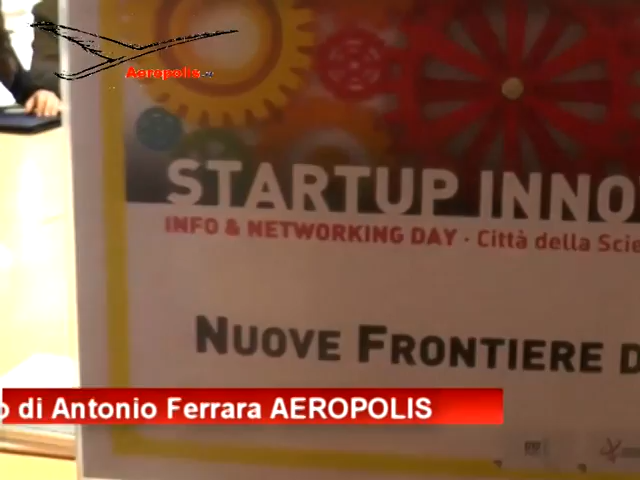 Aeropolis
STARTUP INNO
INFO & NETWORKING DAY · Città della Scie
NUOVE FRONTIERE D
o di Antonio Ferrara AEROPOLIS